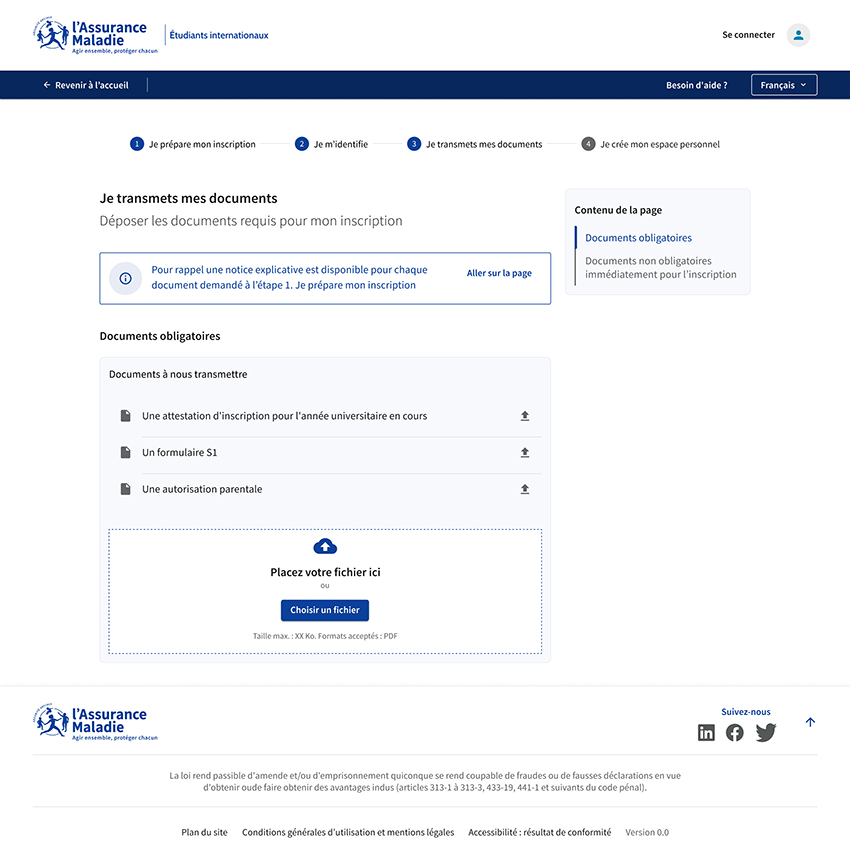 l'Assurance
Maladie
Agir ensemble, protéger chacun
Étudiants internationaux
Se connecter
Revenir à l'accueil
Besoin d'aide ?
Français
1 Je prépare mon inscription
2 Je m'identifie
3 Je transmets mes documents
4 Je crée mon espace personnel
Je transmets mes documents
Déposer les documents requis pour mon inscription
Pour rappel une notice explicative est disponible pour chaque
document demandé à l'étape 1. Je prépare mon inscription
Aller sur la page
Contenu de la page
Documents obligatoires
Documents non obligatoires
immédiatement pour l'inscription
Documents obligatoires
Documents à nous transmettre
Une attestation d'inscription pour l'année universitaire en cours
Un formulaire S1
Une autorisation parentale
Placez votre fichier ici
ou
Choisir un fichier
Taille max. : XX Ko. Formats acceptés : PDF
l'Assurance
Maladie
Agir ensemble, protéger chacun
Suivez-nous
La loi rend passible d'amende et/ou d'emprisonnement quiconque se rend coupable de fraudes ou de fausses déclarations en vue
d'obtenir oude faire obtenir des avantages indus (articles 313-1 à 313-3, 433-19, 441-1 et suivants du code pénal).
Plan du site
Conditions générales d'utilisation et mentions légales
Accessibilité : résultat de conformité
Version 0.0